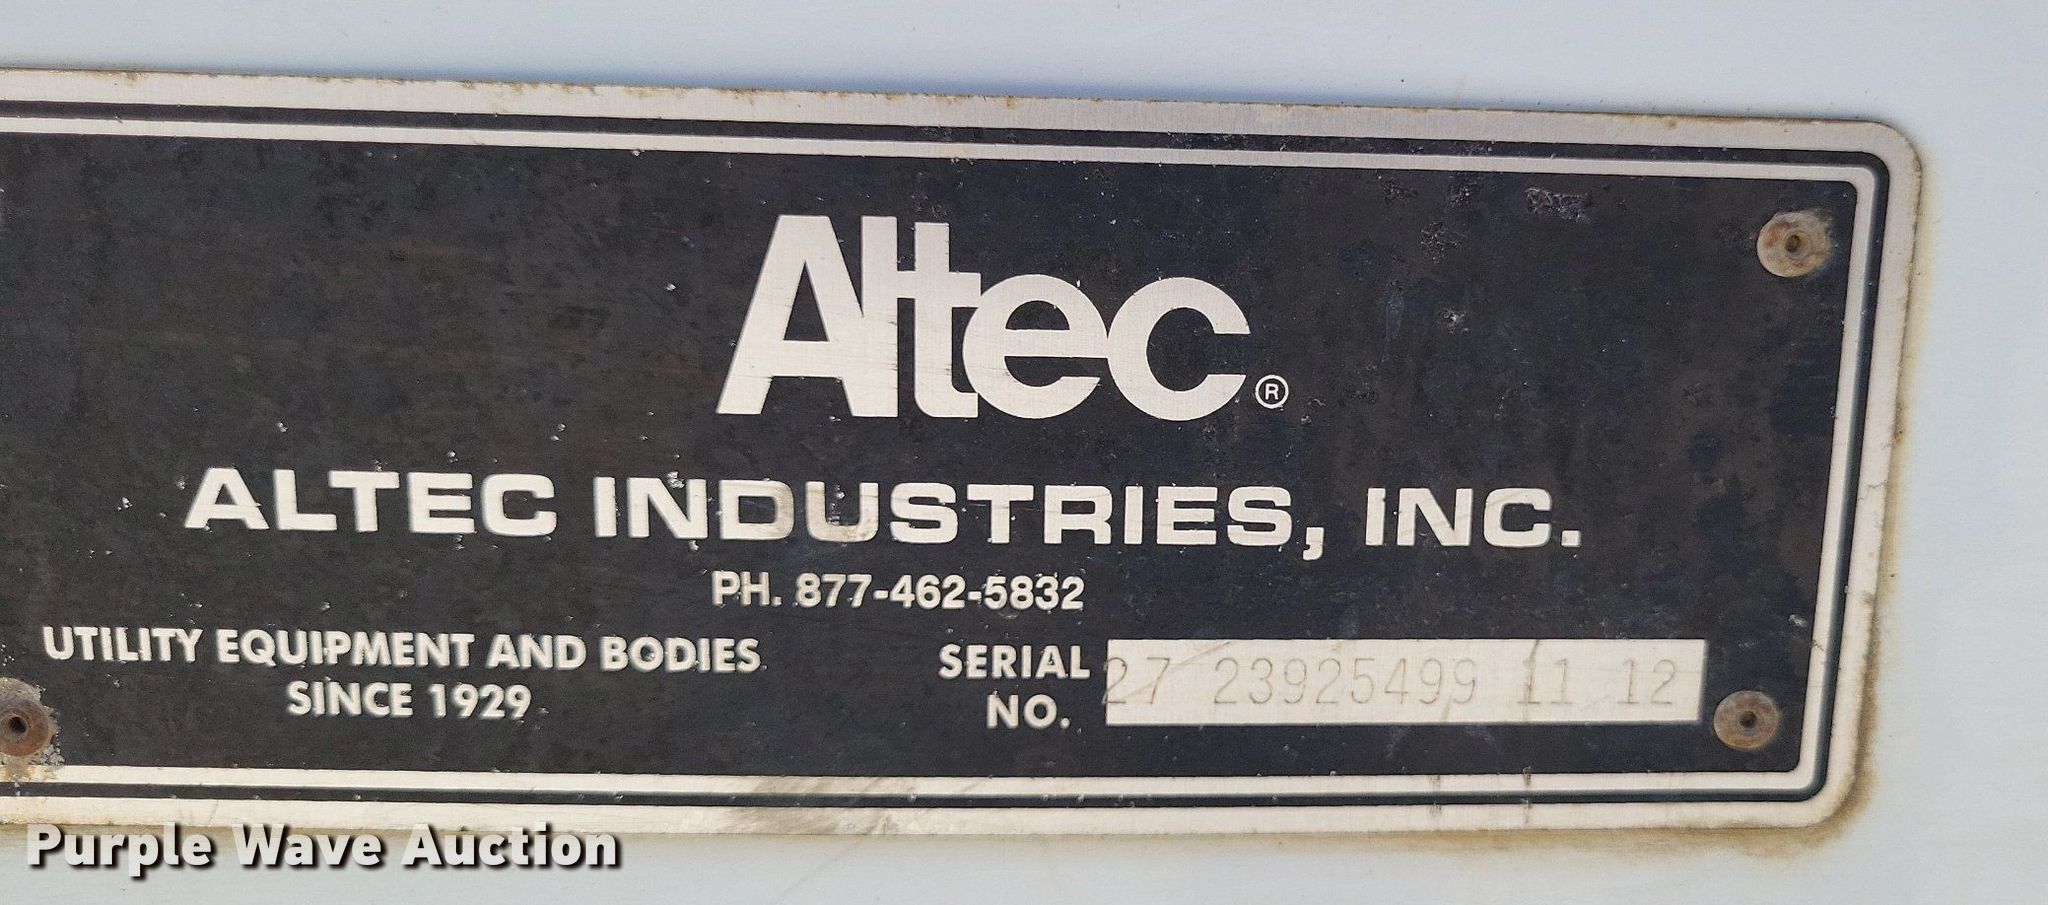 Altec®
ALTEC INDUSTRIES, INC.
PH. 877-462-5832
UTILITY EQUIPMENT AND BODIES
SINCE 1929
SERIAL
NO.
27 23925499 11 12
Purple Wave Auction